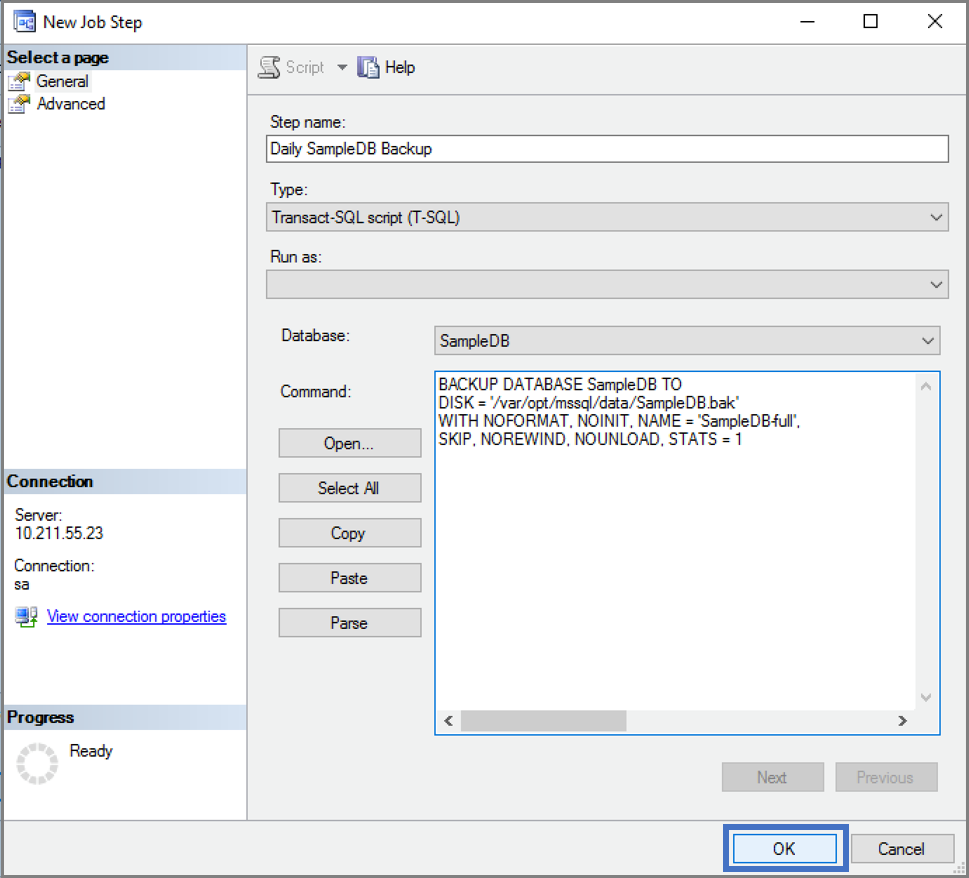 New Job Step
Select a page
General
Advanced
Script
Help
Step name:
Daily SampleDB Backup
Type:
Transact-SQL script (T-SQL)
Run as:
Database:
SampleDB
Command:
BACKUP DATABASE SampleDB TO
DISK = '/var/opt/mssql/data/SampleDB.bak'
WITH NOFORMAT, NOINIT, NAME = 'SampleDB-full',
SKIP, NOREWIND, NOUNLOAD, STATS = 1
Open...
Select All
Copy
Paste
Parse
Connection
Server:
10.211.55.23
Connection:
sa
View connection properties
Progress
Ready
Next
Previous
OK
Cancel